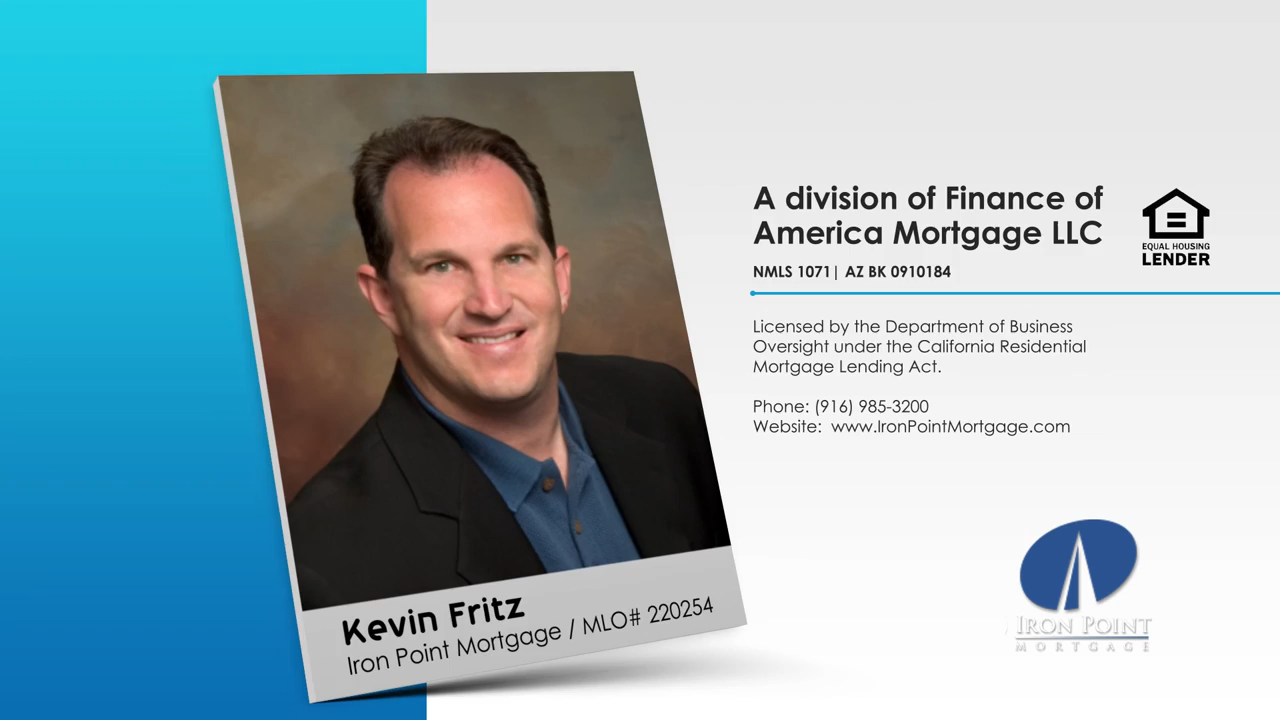 A division of Finance of
America Mortgage LLC
EQUAL HOUSING
LENDER
NMLS 1071| AZ BK 0910184
Licensed by the Department of Business
Oversight under the California Residential
Mortgage Lending Act.
Phone: (916) 985-3200
Website: www.IronPointMortgage.com
Kevin Fritz
Iron Point Mortgage / MLO# 220254
IRON POINT
MORTGAGE